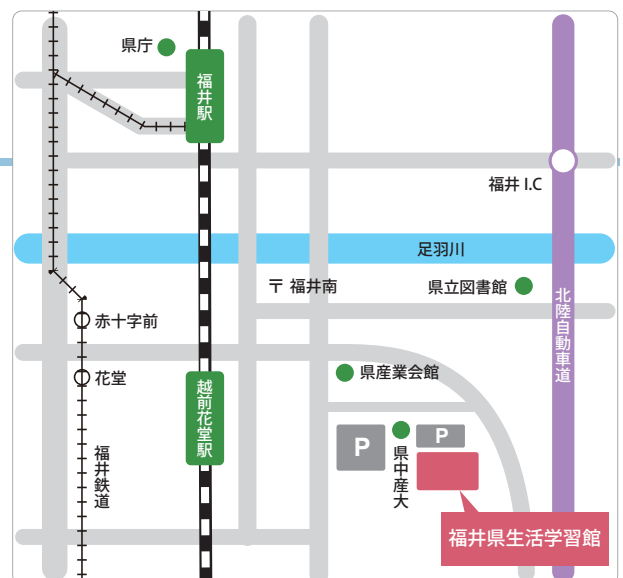 県庁
福井駅
福井 I.C
足羽川
〒 福井南
県立図書館
北陸自動車道
赤十字前
県産業会館
花堂
越前花堂駅
P
P
県中産大
福井鉄道
福井県生活学習館